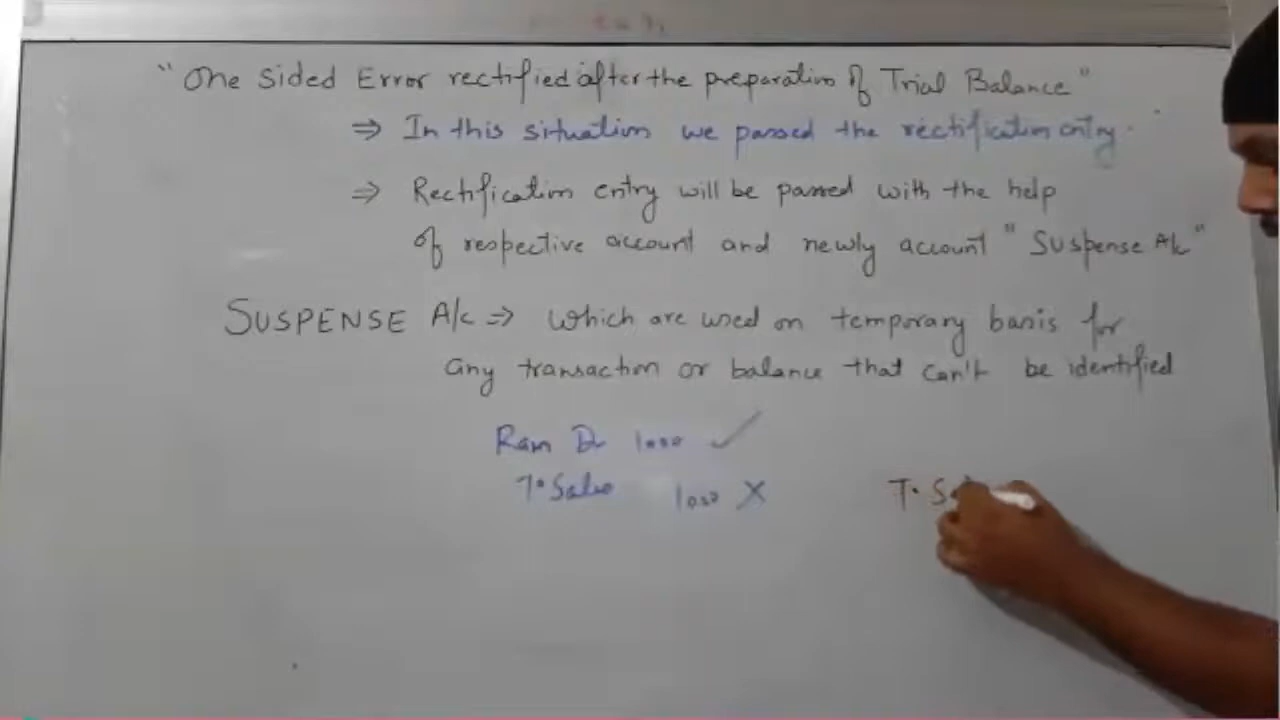 "One Sided Error rectified after the preparation of Trial Balance"
⇒ In this situation we passed the rectification entry.
⇒ Rectification entry will be passed with the help
of respective account and newly account "Suspense A/c"
SUSPENSE A/c ⇒ which are used on temporary basis for
any transaction or balance that can't be identified
Ram Dr 1000 ✓
To Sales 1000 X
To